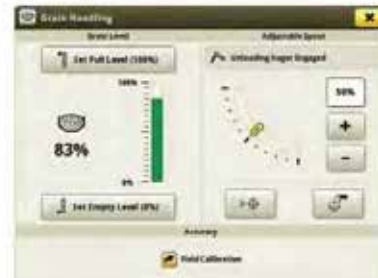 Grain Handling
Grain Level
Adjustable Spout
Set Full Level (100%)
Unloading Auger Engaged
100%
50%
83%
+
−
0%
Set Empty Level (0%)
Accuracy
Yield Calibration